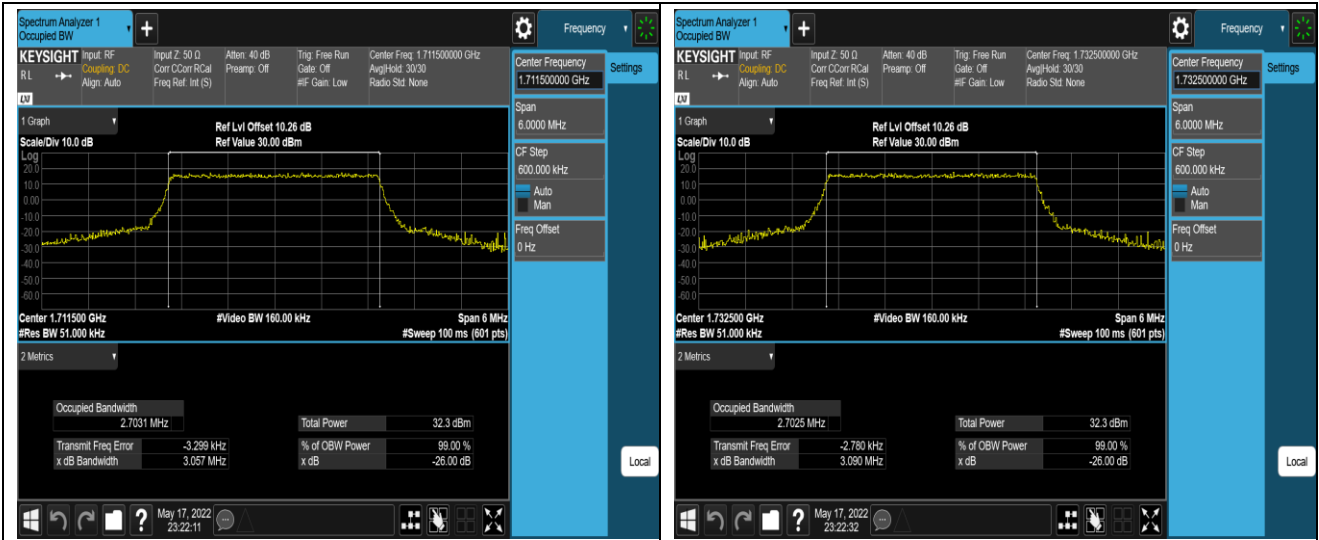 Spectrum Analyzer 1
Occupied BW
+
Frequency
KEYSIGHT
RL
LXI
Input: RF
Coupling: DC
Align: Auto
Input Z: 50 Ω
Corr CCorr RCal
Freq Ref: Int (S)
Atten: 40 dB
Preamp: Off
Trig: Free Run
Gate: Off
#IF Gain: Low
Center Freq: 1.711500000 GHz
Avg|Hold: 30/30
Radio Std: None
Center Frequency
1.711500000 GHz
Settings
Span
6.0000 MHz
CF Step
600.000 kHz
Auto
Man
Freq Offset
0 Hz
1 Graph
Scale/Div 10.0 dB
Ref Lvl Offset 10.26 dB
Ref Value 30.00 dBm
Log
20.0
10.0
0.00
-10.0
-20.0
-30.0
-40.0
-50.0
-60.0
Center 1.711500 GHz
#Video BW 160.00 kHz
Span 6 MHz
#Res BW 51.000 kHz
#Sweep 100 ms (601 pts)
2 Metrics
Occupied Bandwidth
2.7031 MHz
Total Power 32.3 dBm
Transmit Freq Error -3.299 kHz
% of OBW Power 99.00 %
x dB Bandwidth 3.057 MHz
x dB -26.00 dB
Local
?
May 17, 2022
23:22:11
Spectrum Analyzer 1
Occupied BW
+
Frequency
KEYSIGHT
RL
LXI
Input: RF
Coupling: DC
Align: Auto
Input Z: 50 Ω
Corr CCorr RCal
Freq Ref: Int (S)
Atten: 40 dB
Preamp: Off
Trig: Free Run
Gate: Off
#IF Gain: Low
Center Freq: 1.732500000 GHz
Avg|Hold: 30/30
Radio Std: None
Center Frequency
1.732500000 GHz
Settings
Span
6.0000 MHz
CF Step
600.000 kHz
Auto
Man
Freq Offset
0 Hz
1 Graph
Scale/Div 10.0 dB
Ref Lvl Offset 10.26 dB
Ref Value 30.00 dBm
Log
20.0
10.0
0.00
-10.0
-20.0
-30.0
-40.0
-50.0
-60.0
Center 1.732500 GHz
#Video BW 160.00 kHz
Span 6 MHz
#Res BW 51.000 kHz
#Sweep 100 ms (601 pts)
2 Metrics
Occupied Bandwidth
2.7025 MHz
Total Power 32.3 dBm
Transmit Freq Error -2.780 kHz
% of OBW Power 99.00 %
x dB Bandwidth 3.090 MHz
x dB -26.00 dB
Local
?
May 17, 2022
23:22:32